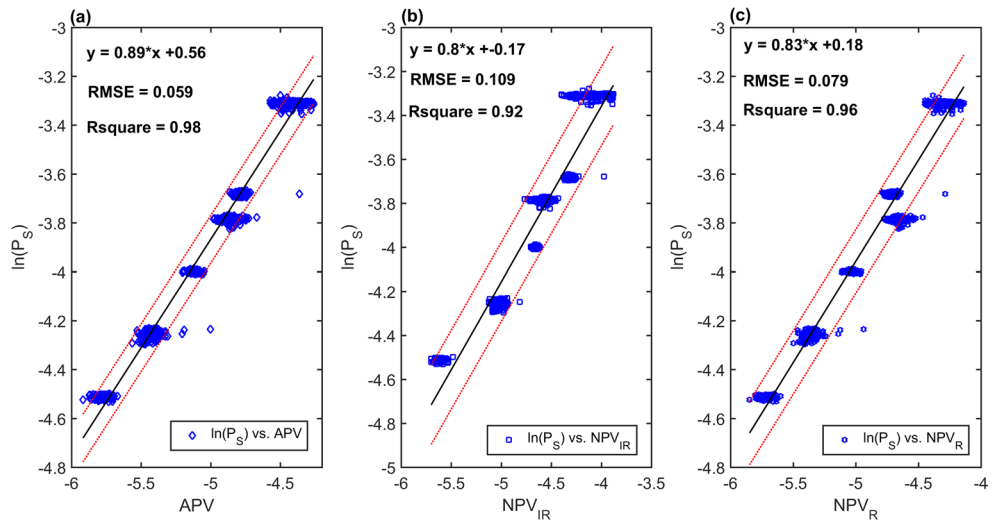 (a)
y = 0.89*x +0.56
RMSE = 0.059
Rsquare = 0.98
-3
-3.2
-3.4
-3.6
-3.8
-4
-4.2
-4.4
-4.6
-4.8
ln(P_S)
-6
-5.5
-5
-4.5
APV
ln(P_S) vs. APV
(b)
y = 0.8*x +-0.17
RMSE = 0.109
Rsquare = 0.92
-3
-3.2
-3.4
-3.6
-3.8
-4
-4.2
-4.4
-4.6
-4.8
-5
ln(P_S)
-6
-5.5
-5
-4.5
-4
-3.5
NPV_IR
ln(P_S) vs. NPV_IR
(c)
y = 0.83*x +0.18
RMSE = 0.079
Rsquare = 0.96
-3
-3.2
-3.4
-3.6
-3.8
-4
-4.2
-4.4
-4.6
-4.8
ln(P_S)
-6
-5.5
-5
-4.5
-4
NPV_R
ln(P_S) vs. NPV_R